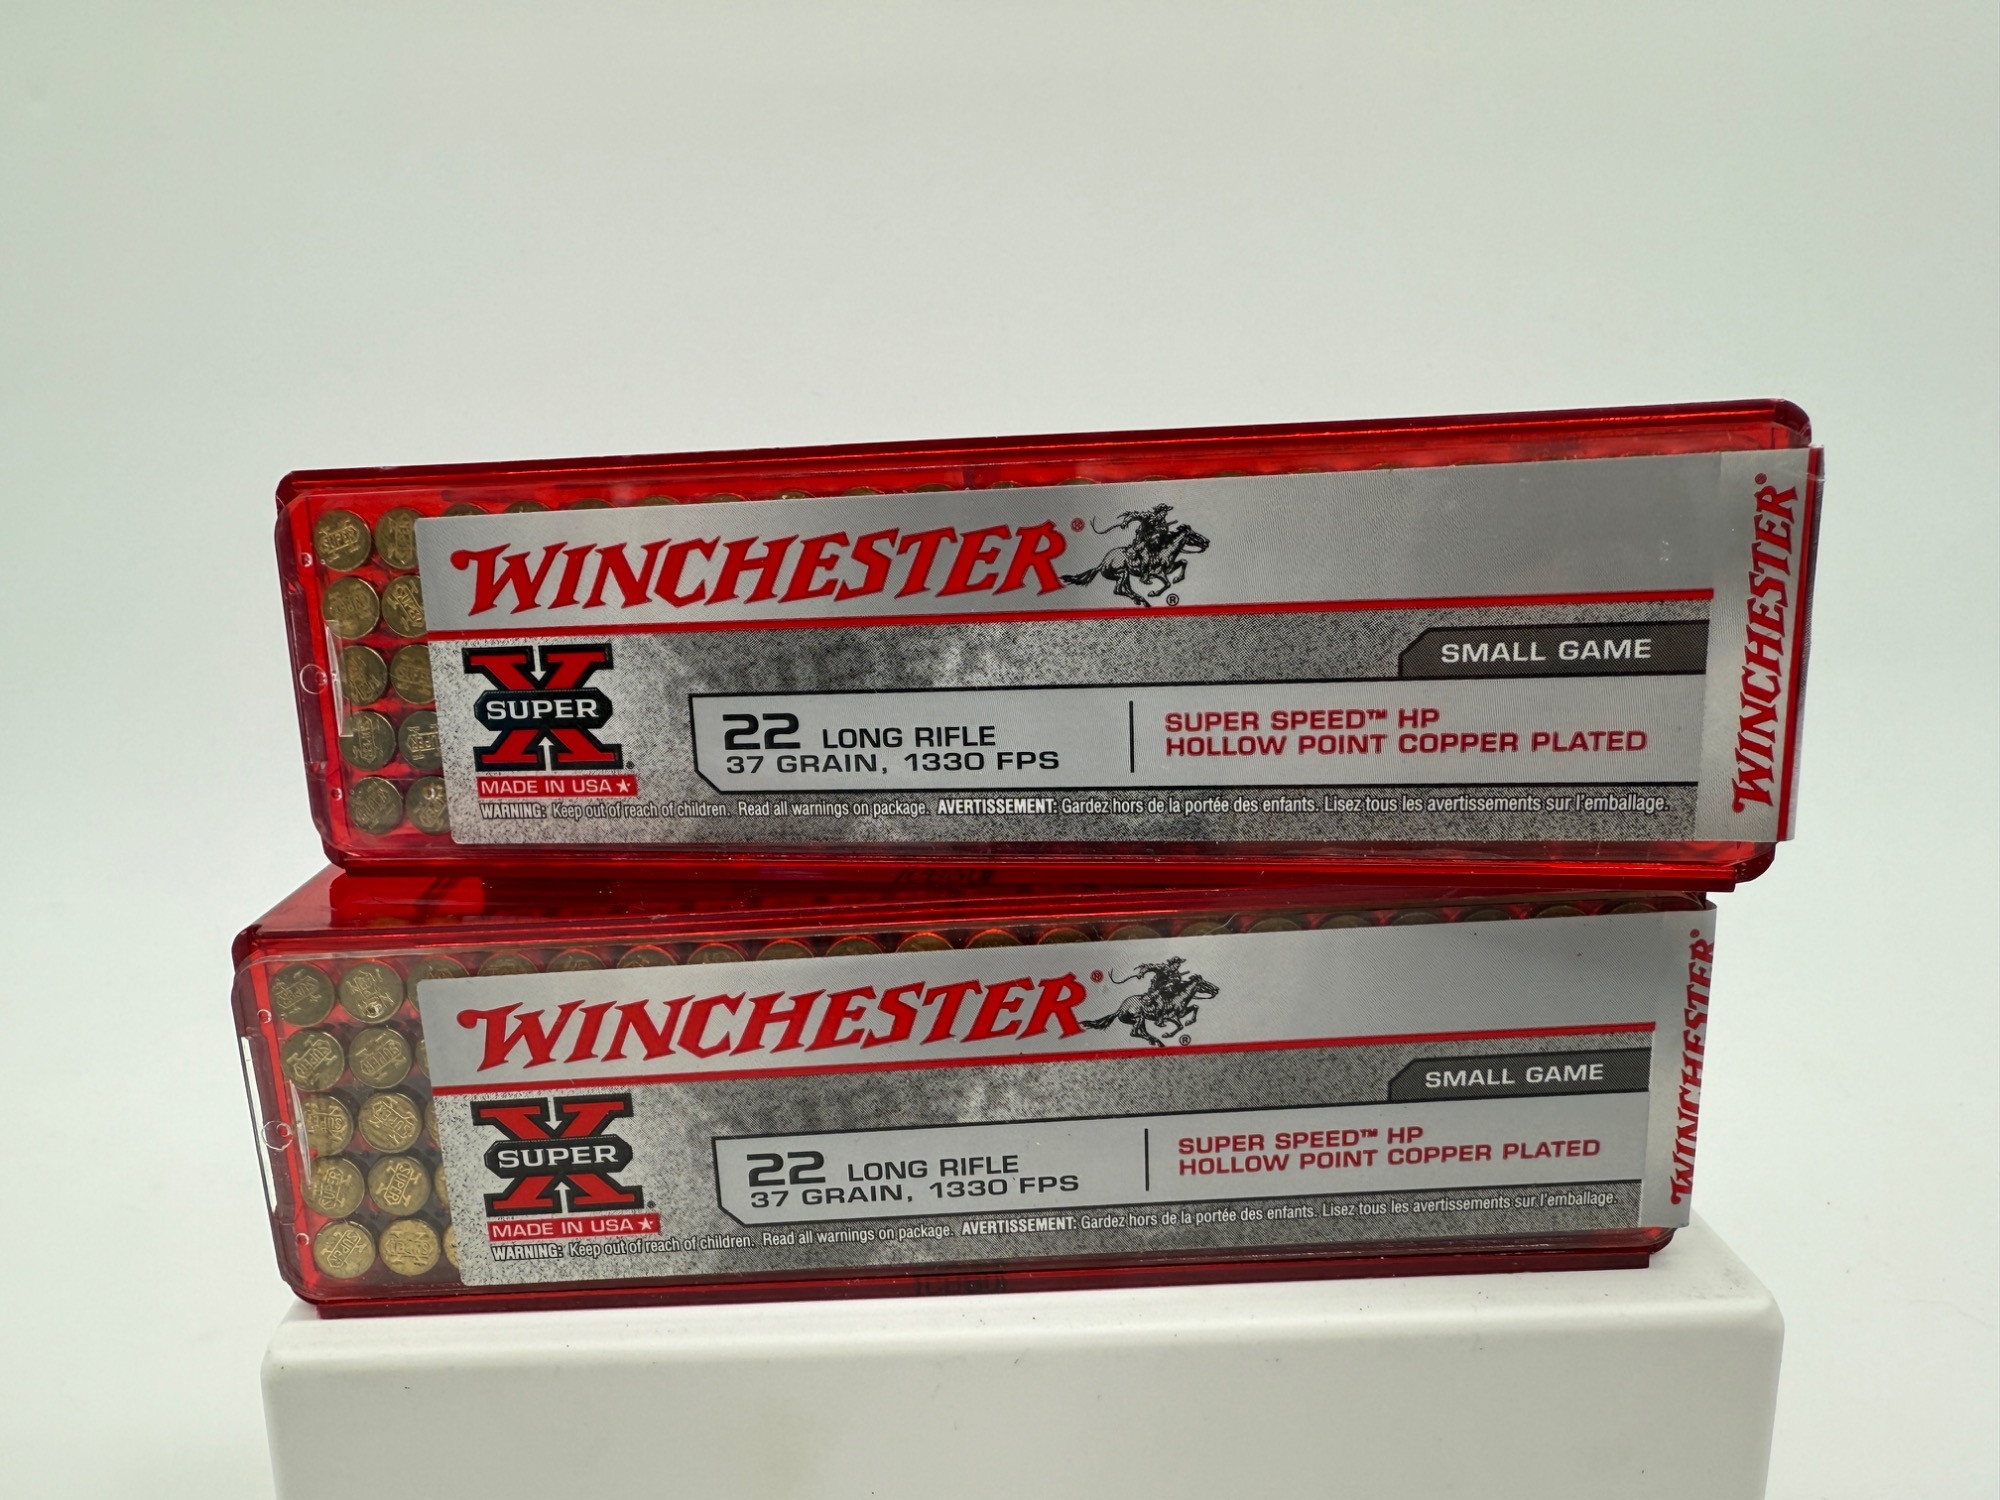 WINCHESTER®
®
WINCHESTER®
SMALL GAME
X
SUPER
®
MADE IN USA★
22 LONG RIFLE
37 GRAIN, 1330 FPS
SUPER SPEED™ HP
HOLLOW POINT COPPER PLATED
WARNING: Keep out of reach of children. Read all warnings on package. AVERTISSEMENT: Gardez hors de la portée des enfants. Lisez tous les avertissements sur l'emballage.
WINCHESTER®
®
WINCHESTER®
SMALL GAME
X
SUPER
®
MADE IN USA★
22 LONG RIFLE
37 GRAIN, 1330 FPS
SUPER SPEED™ HP
HOLLOW POINT COPPER PLATED
WARNING: Keep out of reach of children. Read all warnings on package. AVERTISSEMENT: Gardez hors de la portée des enfants. Lisez tous les avertissements sur l'emballage.